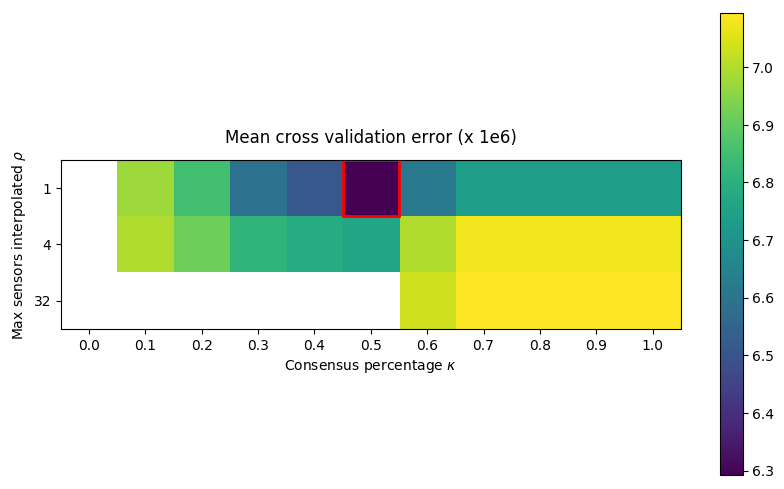 Mean cross validation error (x 1e6)
Max sensors interpolated ρ
1
4
32
0.0 0.1 0.2 0.3 0.4 0.5 0.6 0.7 0.8 0.9 1.0
Consensus percentage κ
7.0
6.9
6.8
6.7
6.6
6.5
6.4
6.3